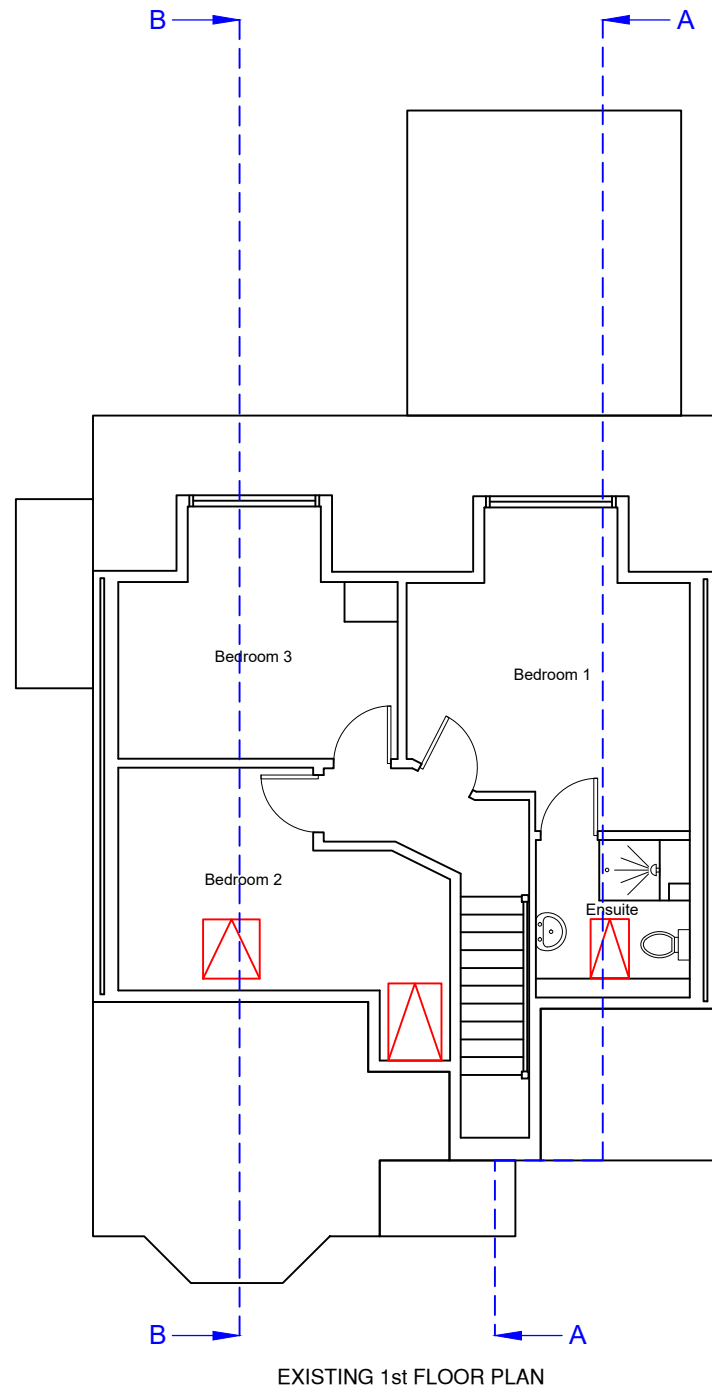 B
A
Bedroom 3
Bedroom 1
Bedroom 2
Ensuite
B
A
EXISTING 1st FLOOR PLAN